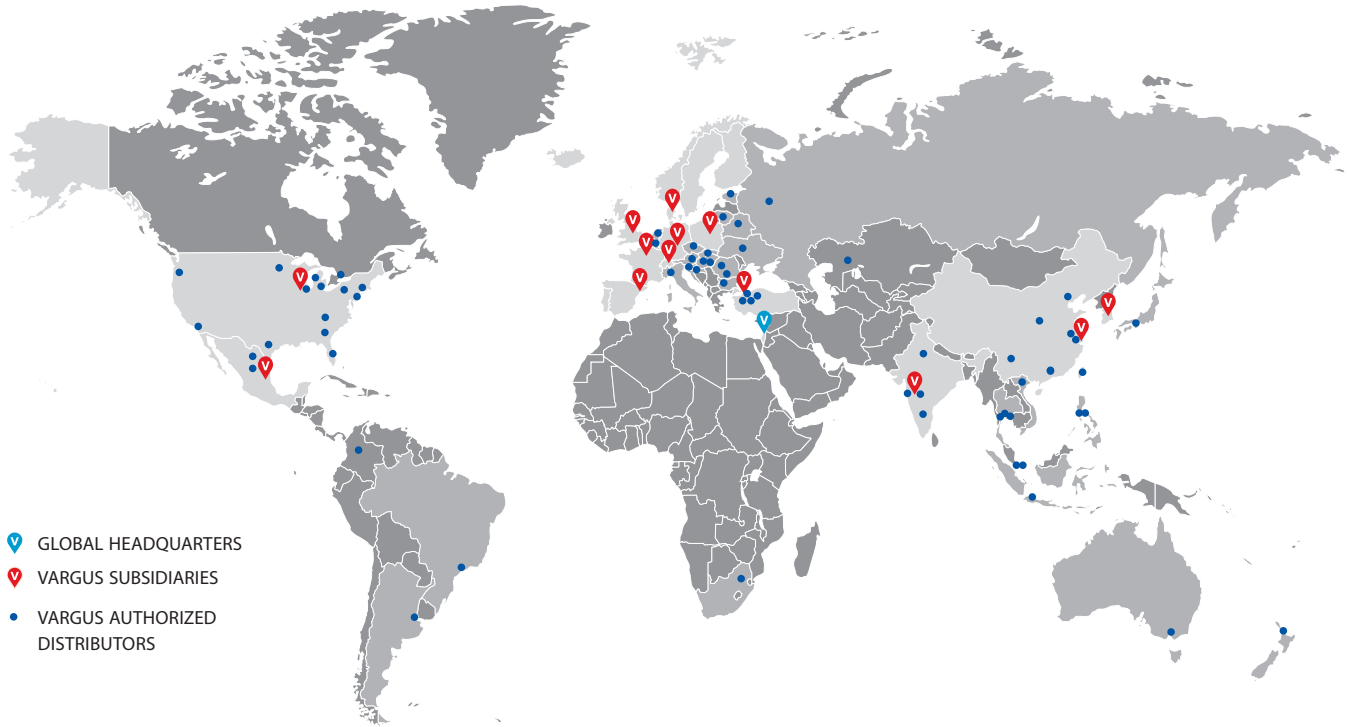 GLOBAL HEADQUARTERS
VARGUS SUBSIDIARIES
VARGUS AUTHORIZED
DISTRIBUTORS